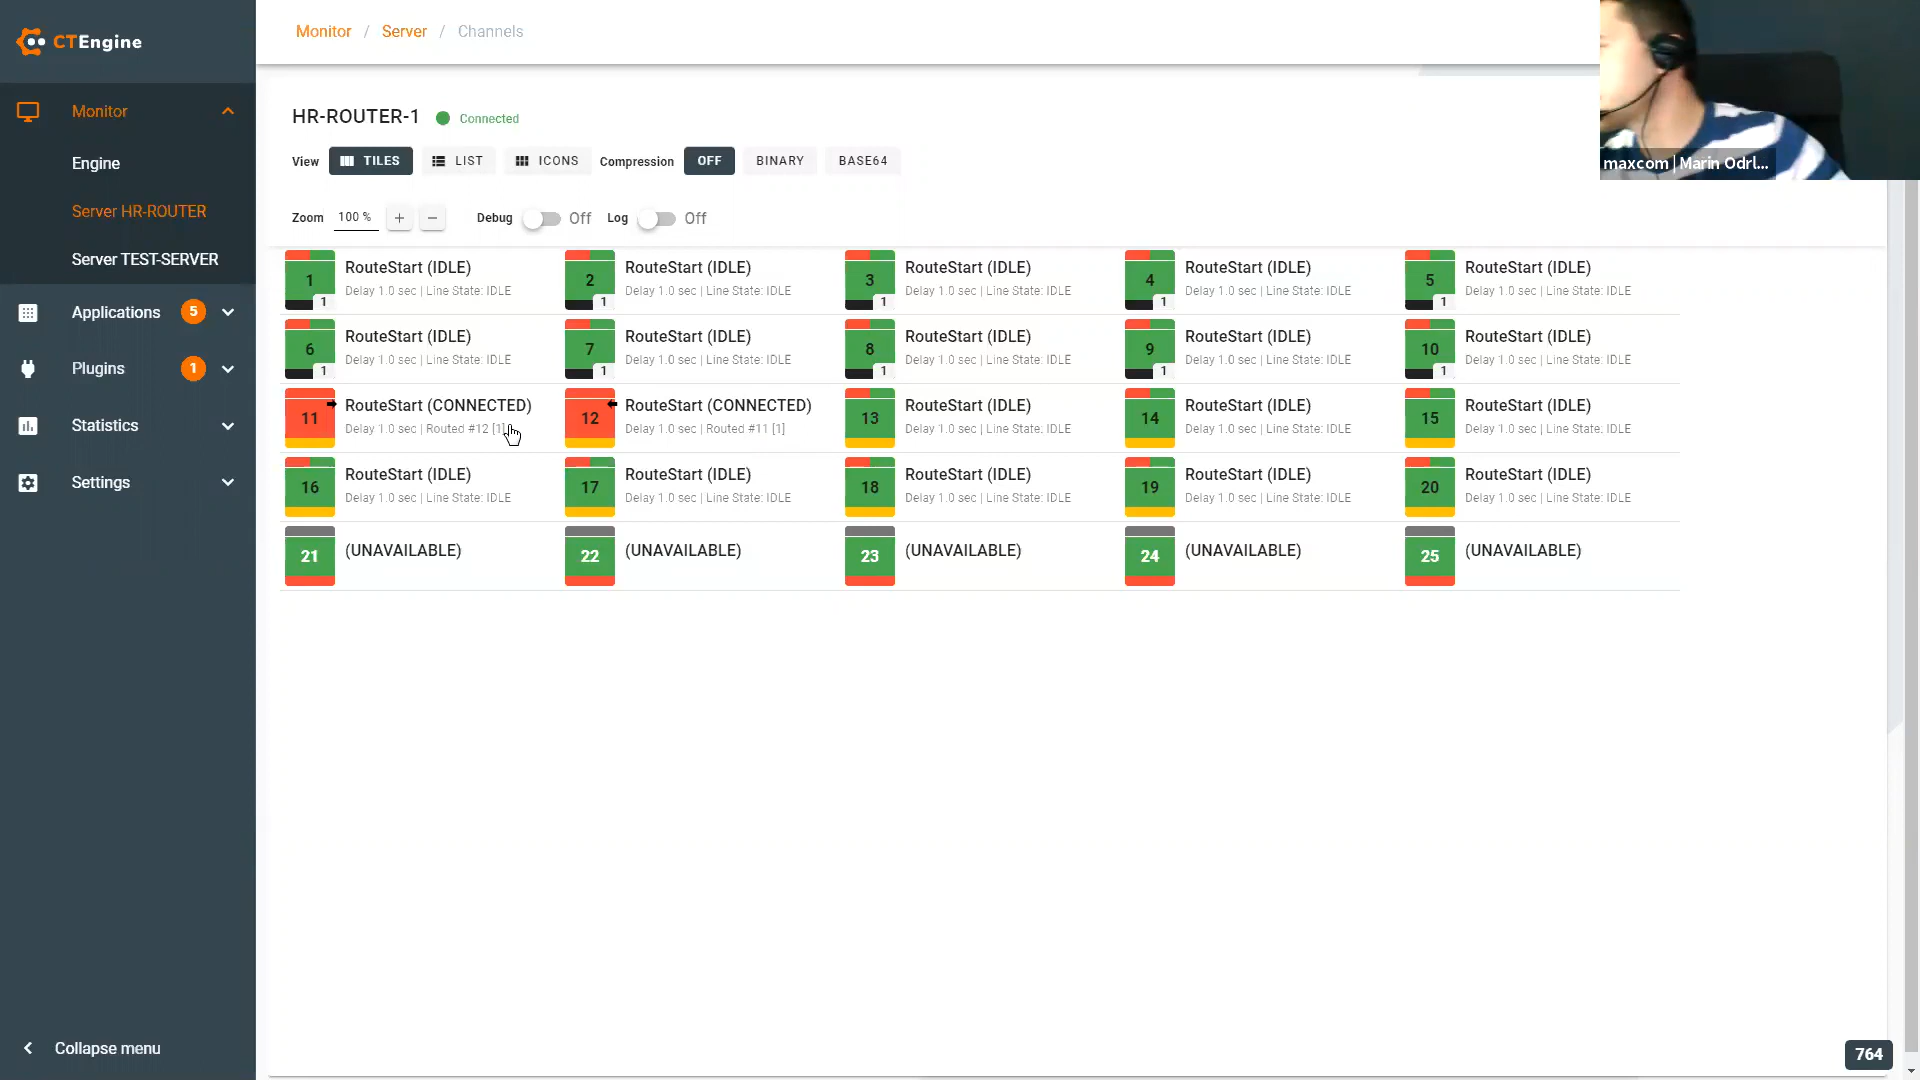 CTEngine
Monitor / Server / Channels
maxcom | Marin Odrl...
Monitor
Engine
Server HR-ROUTER
Server TEST-SERVER
Applications 5
Plugins 1
Statistics
Settings
Collapse menu
HR-ROUTER-1 Connected
View TILES LIST ICONS Compression OFF BINARY BASE64
Zoom 100 % + − Debug Off Log Off
1 RouteStart (IDLE)
Delay 1.0 sec | Line State: IDLE
1
2 RouteStart (IDLE)
Delay 1.0 sec | Line State: IDLE
1
3 RouteStart (IDLE)
Delay 1.0 sec | Line State: IDLE
1
4 RouteStart (IDLE)
Delay 1.0 sec | Line State: IDLE
1
5 RouteStart (IDLE)
Delay 1.0 sec | Line State: IDLE
1
6 RouteStart (IDLE)
Delay 1.0 sec | Line State: IDLE
1
7 RouteStart (IDLE)
Delay 1.0 sec | Line State: IDLE
1
8 RouteStart (IDLE)
Delay 1.0 sec | Line State: IDLE
1
9 RouteStart (IDLE)
Delay 1.0 sec | Line State: IDLE
1
10 RouteStart (IDLE)
Delay 1.0 sec | Line State: IDLE
1
11 RouteStart (CONNECTED)
Delay 1.0 sec | Routed #12 [1]
12 RouteStart (CONNECTED)
Delay 1.0 sec | Routed #11 [1]
13 RouteStart (IDLE)
Delay 1.0 sec | Line State: IDLE
14 RouteStart (IDLE)
Delay 1.0 sec | Line State: IDLE
15 RouteStart (IDLE)
Delay 1.0 sec | Line State: IDLE
16 RouteStart (IDLE)
Delay 1.0 sec | Line State: IDLE
17 RouteStart (IDLE)
Delay 1.0 sec | Line State: IDLE
18 RouteStart (IDLE)
Delay 1.0 sec | Line State: IDLE
19 RouteStart (IDLE)
Delay 1.0 sec | Line State: IDLE
20 RouteStart (IDLE)
Delay 1.0 sec | Line State: IDLE
21 (UNAVAILABLE)
22 (UNAVAILABLE)
23 (UNAVAILABLE)
24 (UNAVAILABLE)
25 (UNAVAILABLE)
764